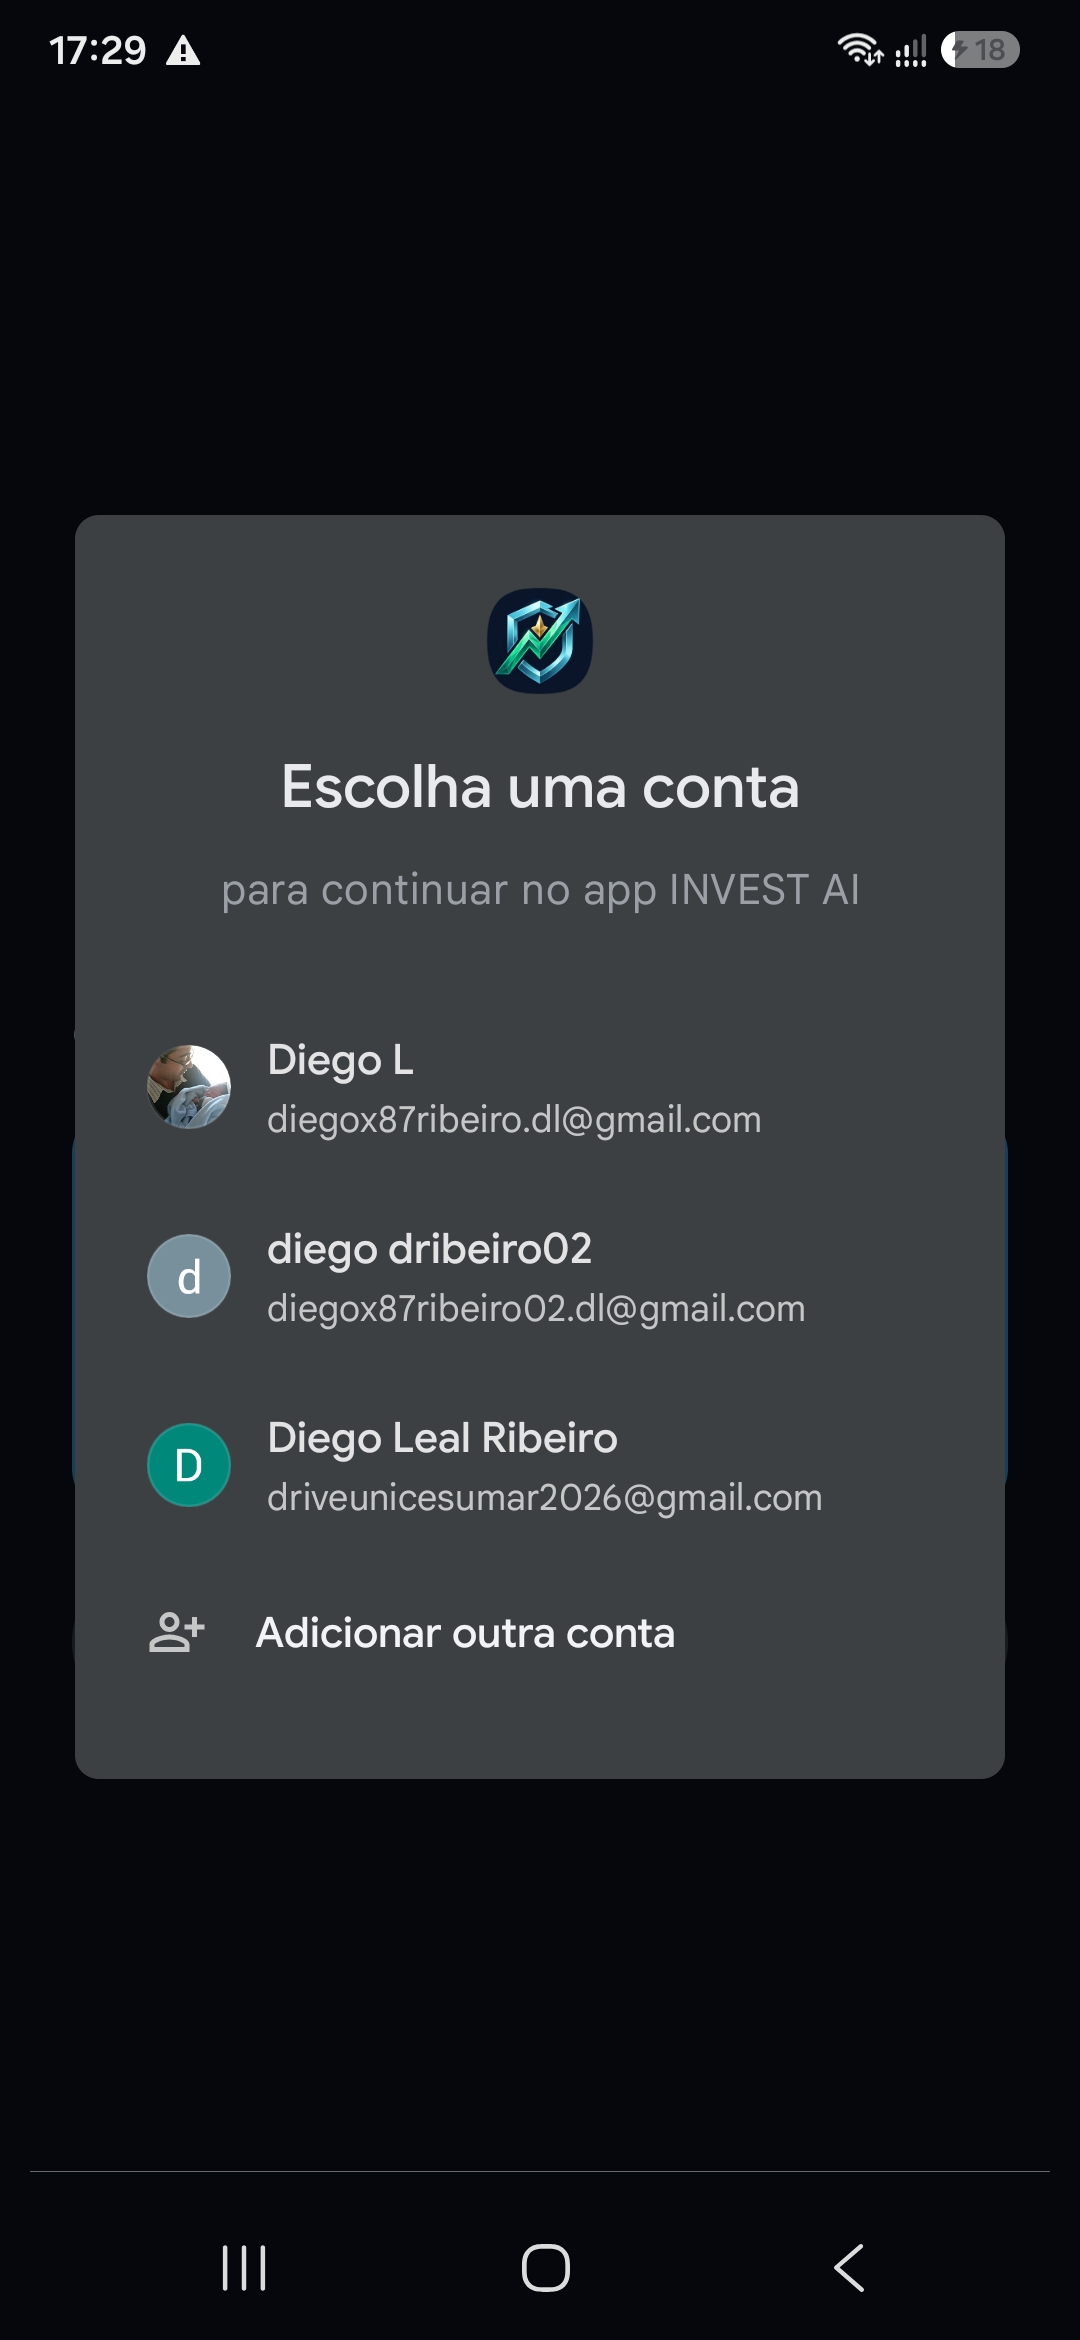 17:29
18
Escolha uma conta
para continuar no app INVEST AI
Diego L
diegox87ribeiro.dl@gmail.com
d
diego dribeiro02
diegox87ribeiro02.dl@gmail.com
D
Diego Leal Ribeiro
driveunicesumar2026@gmail.com
Adicionar outra conta